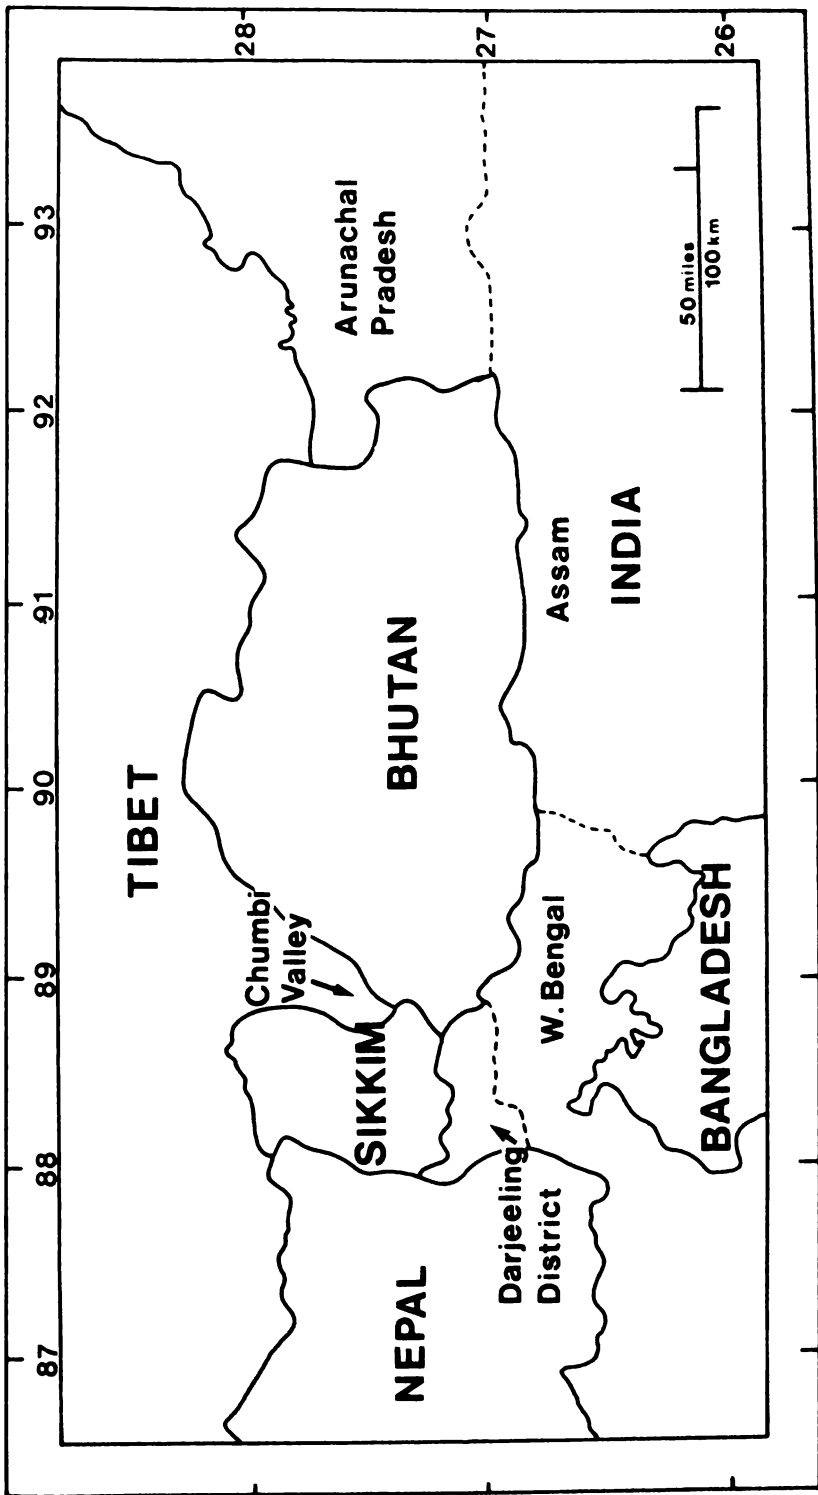 87
88
89
90
91
92
93
28
27
26
TIBET
Chumbi
Valley
SIKKIM
NEPAL
Darjeeling
District
BHUTAN
Arunachal
Pradesh
Assam
INDIA
W. Bengal
BANGLADESH
50 miles
100 km